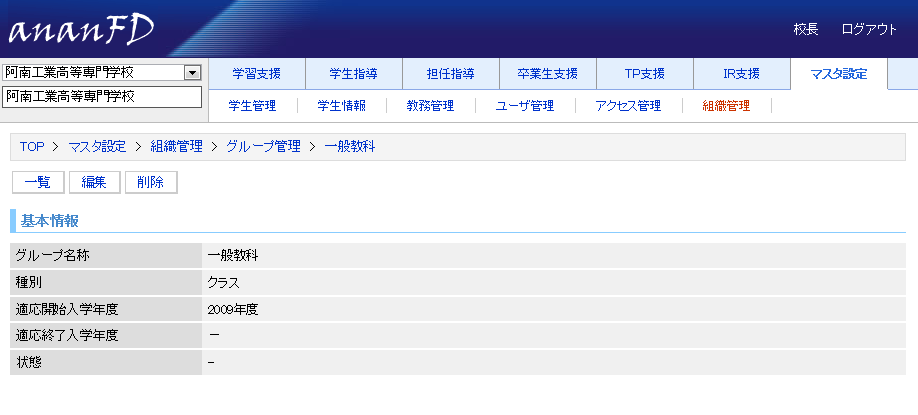 ananFD
校長 ログアウト
阿南工業高等専門学校
学習支援 学生指導 担任指導 卒業生支援 TP支援 IR支援 マスタ設定
阿南工業高等専門学校
学生管理 学生情報 教務管理 ユーザ管理 アクセス管理 組織管理
TOP > マスタ設定 > 組織管理 > グループ管理 > 一般教科
一覧 編集 削除
基本情報
グループ名称 一般教科
種別 クラス
適応開始入学年度 2009年度
適応終了入学年度 −
状態 -